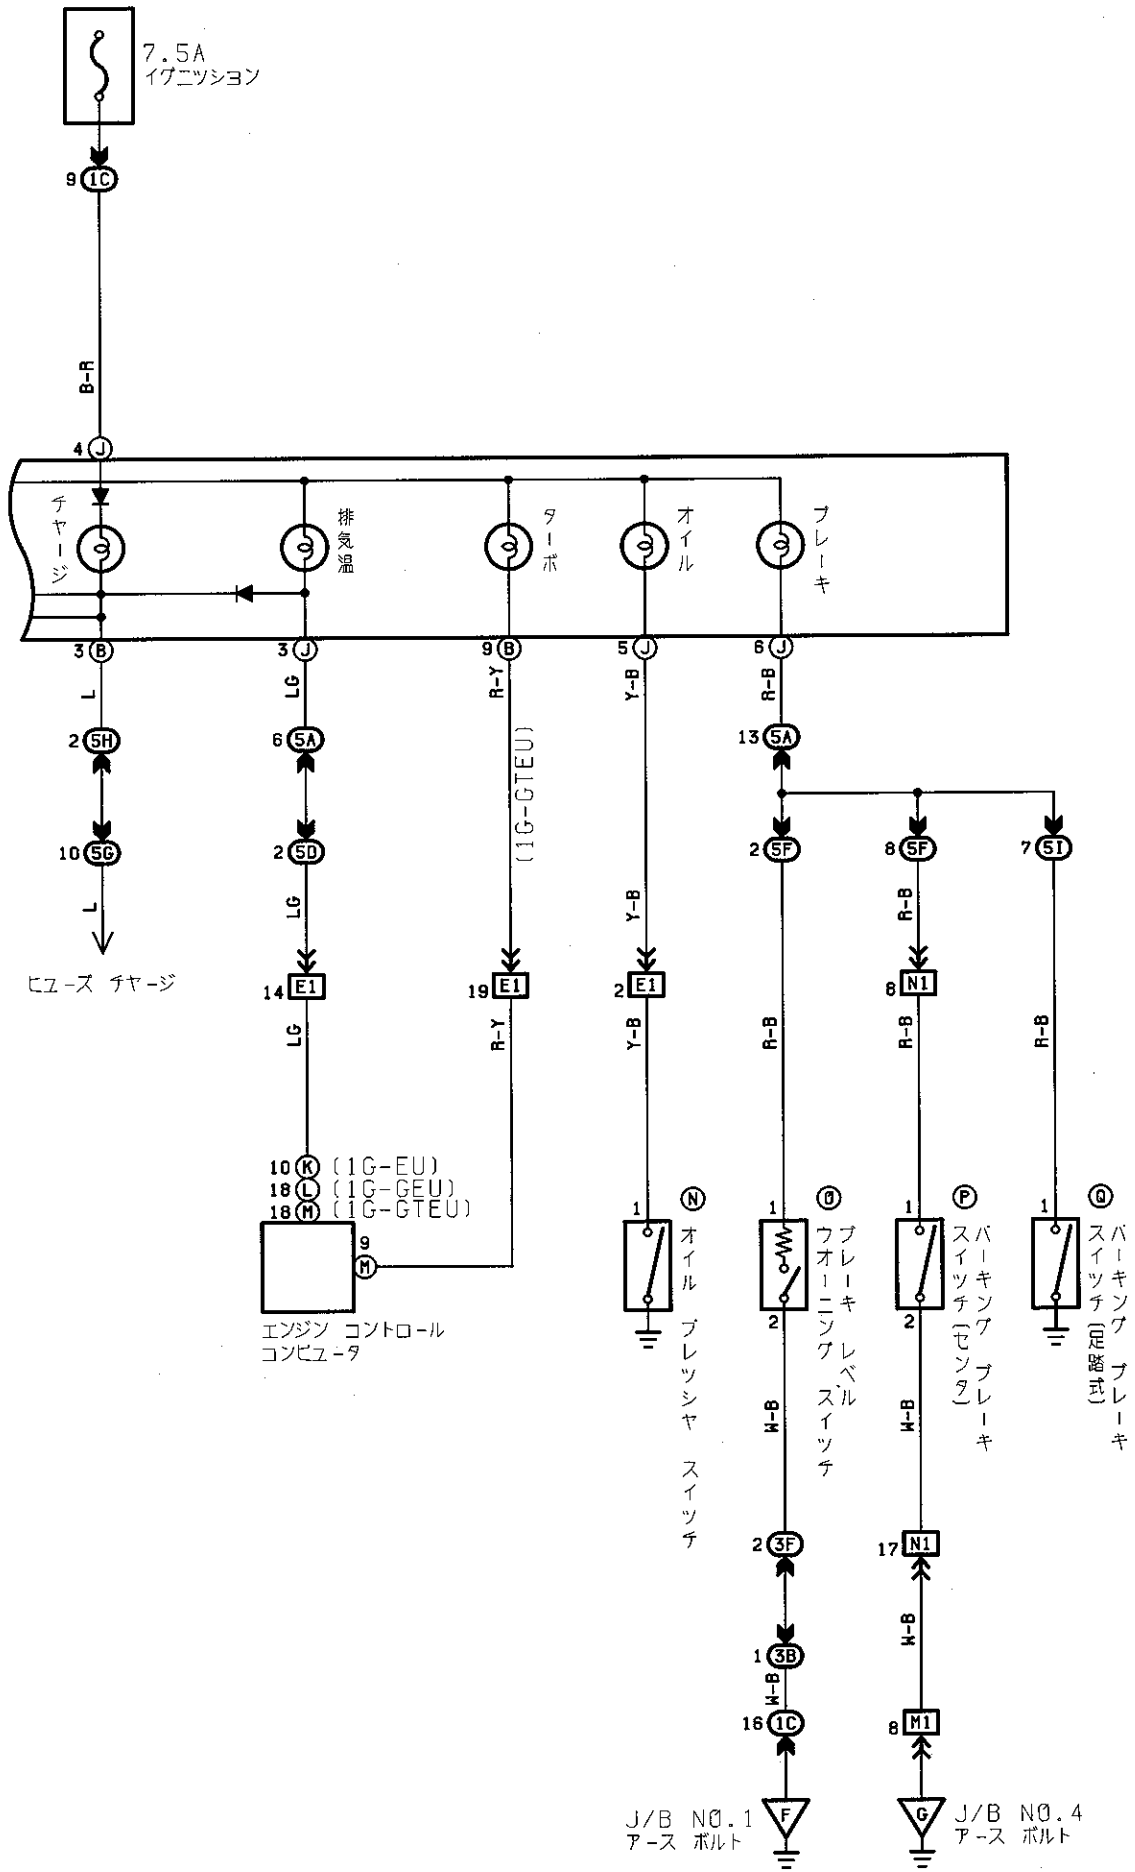 7.5A
イグニッション
9 1C
B-R
4 J
チャージ
排気温
ターボ
オイル
ブレーキ
3 B
3 J
9 B
5 J
6 J
L
LG
R-Y
Y-B
R-B
(1G-GTEU)
2 5H
6 5A
13 5A
10 5G
2 5D
2 5F
8 5F
7 5I
L
LG
Y-B
R-B
ヒューズ チャージ
14 E1
19 E1
2 E1
8 N1
LG
R-Y
Y-B
R-B
R-B
R-B
10 K (1G-EU)
18 L (1G-GEU)
18 M (1G-GTEU)
9
M
エンジン コントロール
コンピュータ
1
N
オイル プレッシャ スイッチ
1
O
ブレーキ レベル
ウオーニング スイッチ
2
1
P
パーキング ブレーキ
スイッチ(センタ)
2
1
Q
パーキング ブレーキ
スイッチ(足踏式)
W-B
W-B
2 3F
17 N1
W-B
1 3B
W-B
16 1C
8 M1
J/B NO.1
アース ボルト
F
G
J/B NO.4
アース ボルト